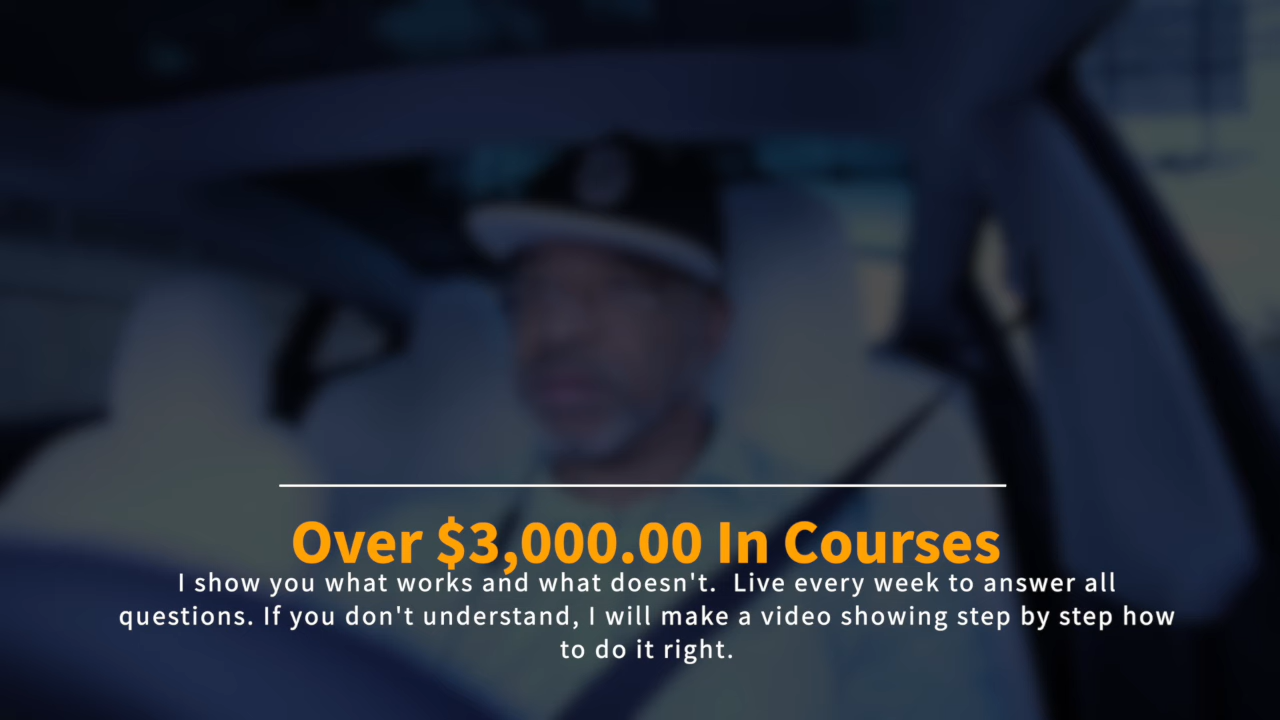 Over $3,000.00 In Courses
I show you what works and what doesn't.  Live every week to answer all
questions. If you don't understand, I will make a video showing step by step how
to do it right.